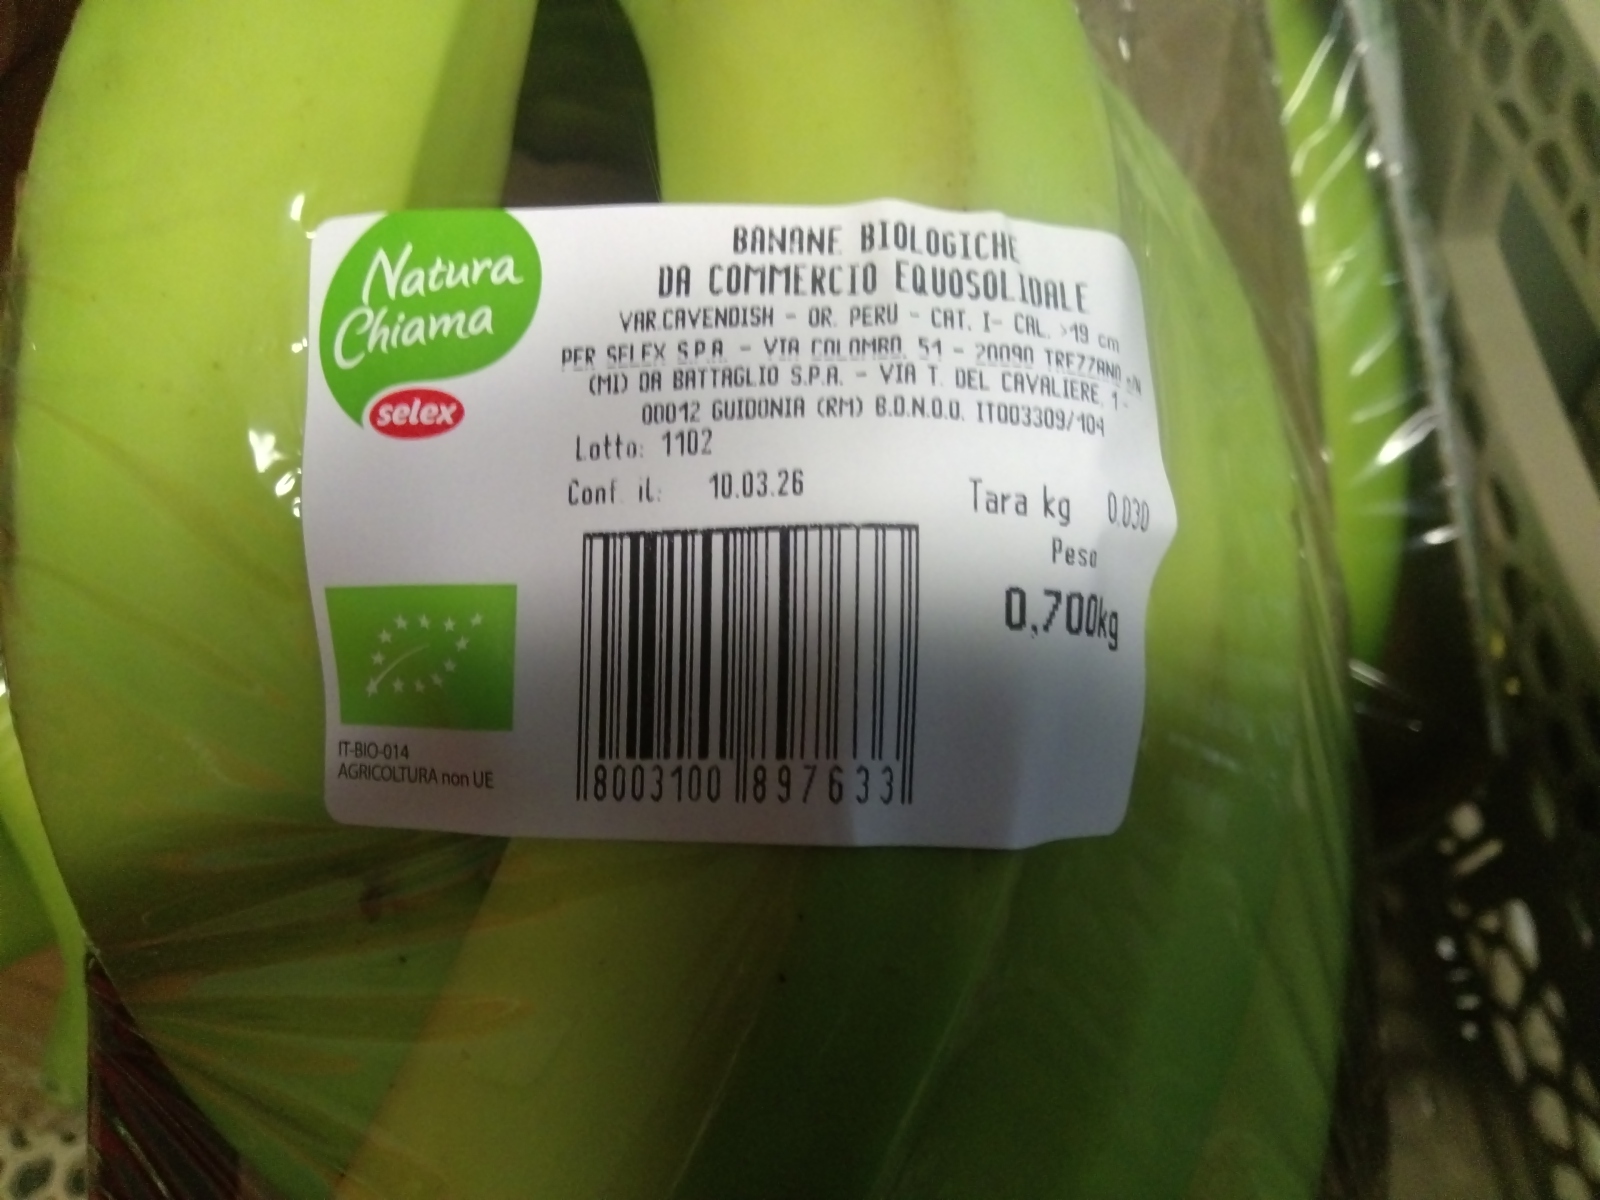 Natura
Chiama
selex
BANANE BIOLOGICHE
DA COMMERCIO EQUOSOLIDALE
VAR.CAVENDISH - OR. PERU - CAT. I- CAL. >19 cm
PER SELEX S.P.A. - VIA COLOMBO, 51 - 20090 TREZZANO s/N
(MI) DA BATTAGLIO S.P.A. - VIA T. DEL CAVALIERE, 1-
00012 GUIDONIA (RM) B.D.N.O.O. IT003309/104
Lotto: 1102
Conf il: 10.03.26
Tara kg 0.030
Peso
0,700kg
8003100 897633
IT-BIO-014
AGRICOLTURA non UE